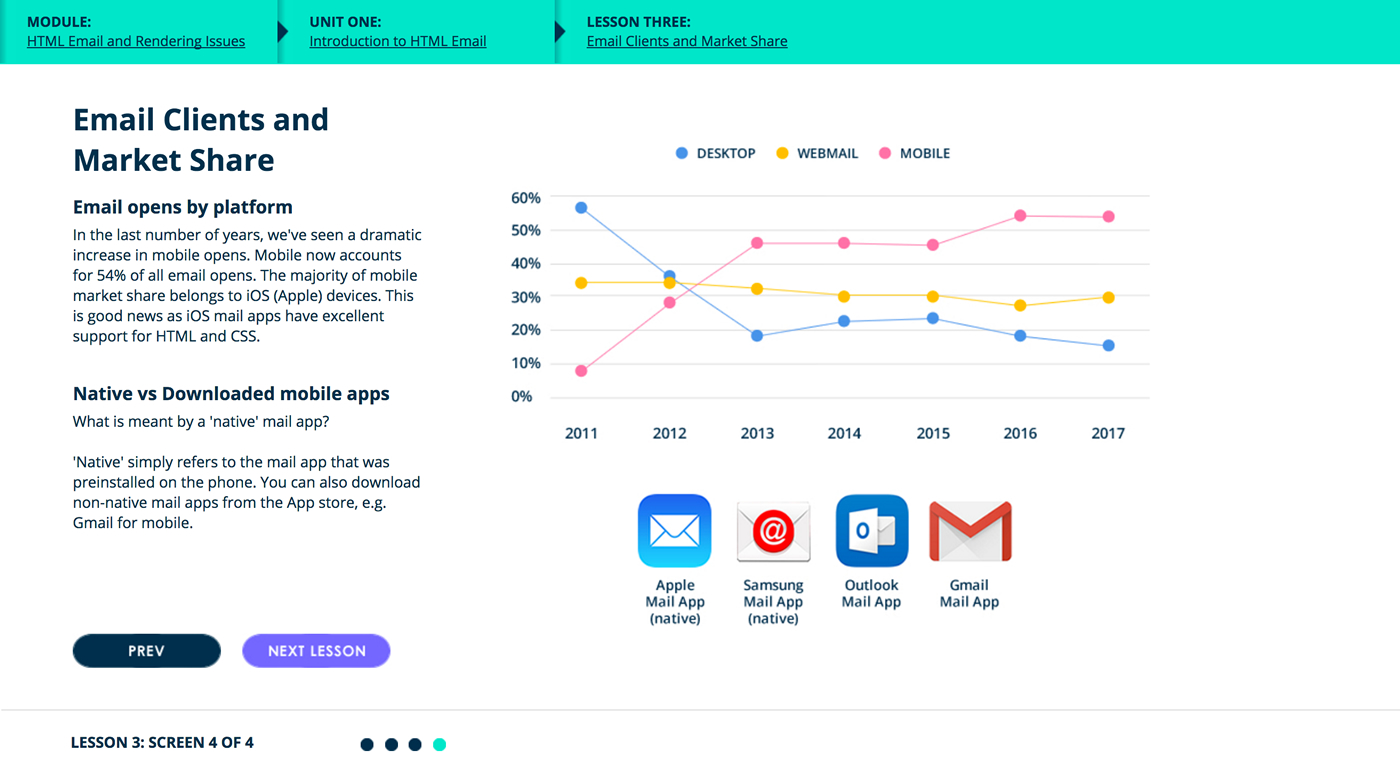 MODULE:
HTML Email and Rendering Issues
UNIT ONE:
Introduction to HTML Email
LESSON THREE:
Email Clients and Market Share
Email Clients and
Market Share
Email opens by platform
In the last number of years, we've seen a dramatic
increase in mobile opens. Mobile now accounts
for 54% of all email opens. The majority of mobile
market share belongs to iOS (Apple) devices. This
is good news as iOS mail apps have excellent
support for HTML and CSS.
Native vs Downloaded mobile apps
What is meant by a 'native' mail app?
'Native' simply refers to the mail app that was
preinstalled on the phone. You can also download
non-native mail apps from the App store, e.g.
Gmail for mobile.
PREV
NEXT LESSON
DESKTOP WEBMAIL MOBILE
60%
50%
40%
30%
20%
10%
0%
2011 2012 2013 2014 2015 2016 2017
@
O
Apple
Mail App
(native)
Samsung
Mail App
(native)
Outlook
Mail App
Gmail
Mail App
LESSON 3: SCREEN 4 OF 4